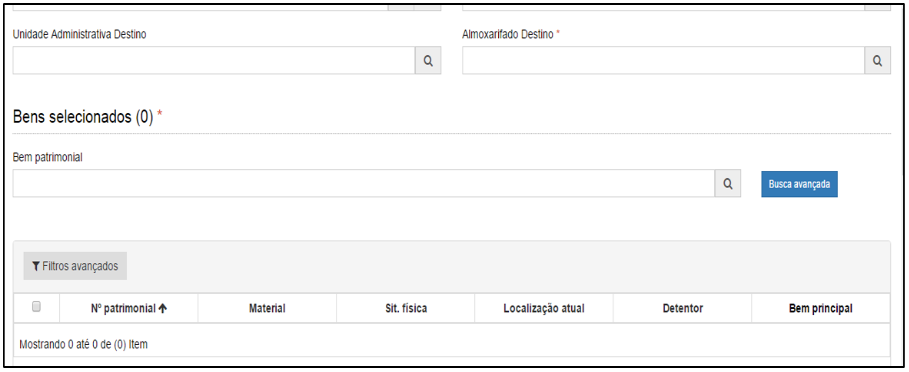 Unidade Administrativa Destino
Almoxarifado Destino *
Bens selecionados (0) *
Bem patrimonial
Busca avançada
Filtros avançados
Nº patrimonial
Material
Sit. física
Localização atual
Detentor
Bem principal
Mostrando 0 até 0 de (0) Item